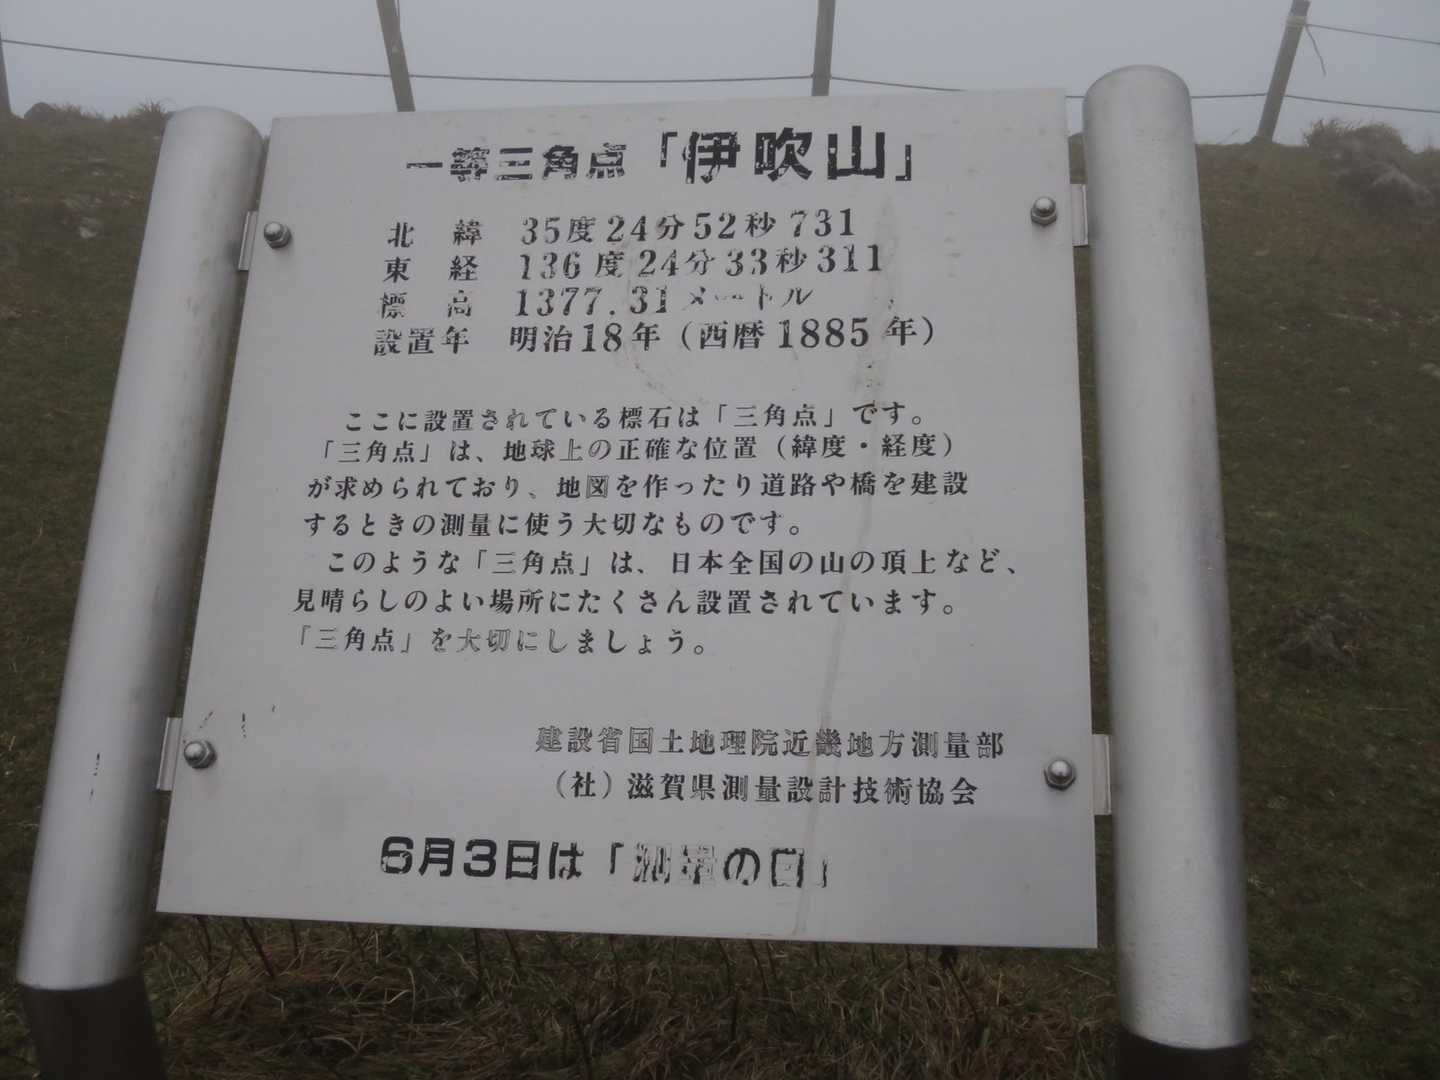 一等三角点「伊吹山」
北　緯　35度24分52秒731
東　経　136度24分33秒311
標　高　1377.31メートル
設置年　明治18年（西暦1885年）
ここに設置されている標石は「三角点」です。
「三角点」は、地球上の正確な位置（緯度・経度）
が求められており、地図を作ったり道路や橋を建設
するときの測量に使う大切なものです。
このような「三角点」は、日本全国の山の頂上など、
見晴らしのよい場所にたくさん設置されています。
「三角点」を大切にしましょう。
建設省国土地理院近畿地方測量部
（社）滋賀県測量設計技術協会
6月3日は「測量の日」